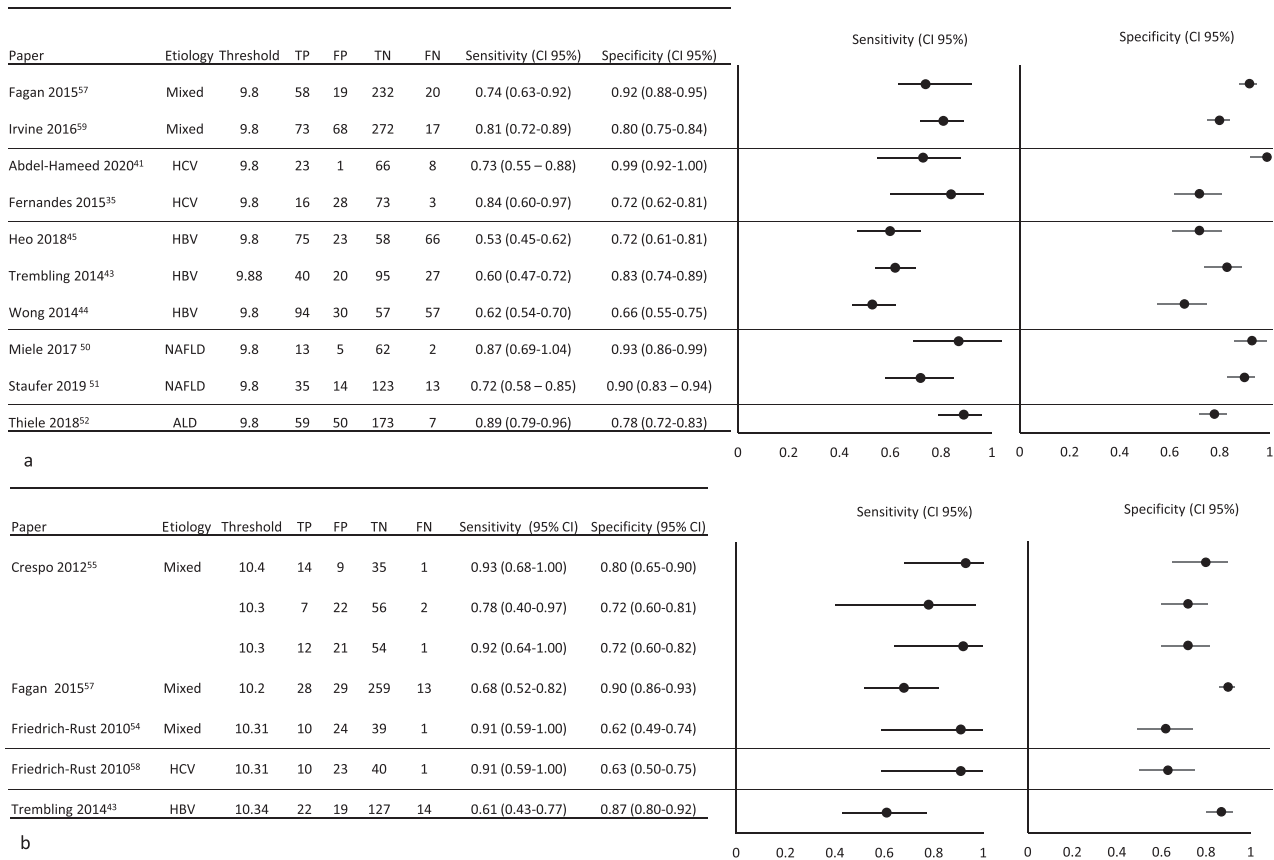 Sensitivity (CI 95%) Specificity (CI 95%)
Paper Etiology Threshold TP FP TN FN Sensitivity (CI 95%) Specificity (CI 95%)
Fagan 2015⁵⁷ Mixed 9.8 58 19 232 20 0.74 (0.63-0.92) 0.92 (0.88-0.95)
Irvine 2016⁵⁹ Mixed 9.8 73 68 272 17 0.81 (0.72-0.89) 0.80 (0.75-0.84)
Abdel-Hameed 2020⁴¹ HCV 9.8 23 1 66 8 0.73 (0.55 – 0.88) 0.99 (0.92-1.00)
Fernandes 2015³⁵ HCV 9.8 16 28 73 3 0.84 (0.60-0.97) 0.72 (0.62-0.81)
Heo 2018⁴⁵ HBV 9.8 75 23 58 66 0.53 (0.45-0.62) 0.72 (0.61-0.81)
Trembling 2014⁴³ HBV 9.88 40 20 95 27 0.60 (0.47-0.72) 0.83 (0.74-0.89)
Wong 2014⁴⁴ HBV 9.8 94 30 57 57 0.62 (0.54-0.70) 0.66 (0.55-0.75)
Miele 2017 ⁵⁰ NAFLD 9.8 13 5 62 2 0.87 (0.69-1.04) 0.93 (0.86-0.99)
Staufer 2019 ⁵¹ NAFLD 9.8 35 14 123 13 0.72 (0.58 – 0.85) 0.90 (0.83 – 0.94)
Thiele 2018⁵² ALD 9.8 59 50 173 7 0.89 (0.79-0.96) 0.78 (0.72-0.83)
0 0.2 0.4 0.6 0.8 1 0 0.2 0.4 0.6 0.8 1
a
Sensitivity (CI 95%) Specificity (CI 95%)
Paper Etiology Threshold TP FP TN FN Sensitivity (95% CI) Specificity (95% CI)
Crespo 2012⁵⁵ Mixed 10.4 14 9 35 1 0.93 (0.68-1.00) 0.80 (0.65-0.90)
10.3 7 22 56 2 0.78 (0.40-0.97) 0.72 (0.60-0.81)
10.3 12 21 54 1 0.92 (0.64-1.00) 0.72 (0.60-0.82)
Fagan 2015⁵⁷ Mixed 10.2 28 29 259 13 0.68 (0.52-0.82) 0.90 (0.86-0.93)
Friedrich-Rust 2010⁵⁴ Mixed 10.31 10 24 39 1 0.91 (0.59-1.00) 0.62 (0.49-0.74)
Friedrich-Rust 2010⁵⁸ HCV 10.31 10 23 40 1 0.91 (0.59-1.00) 0.63 (0.50-0.75)
Trembling 2014⁴³ HBV 10.34 22 19 127 14 0.61 (0.43-0.77) 0.87 (0.80-0.92)
b
0 0.2 0.4 0.6 0.8 1 0 0.2 0.4 0.6 0.8 1